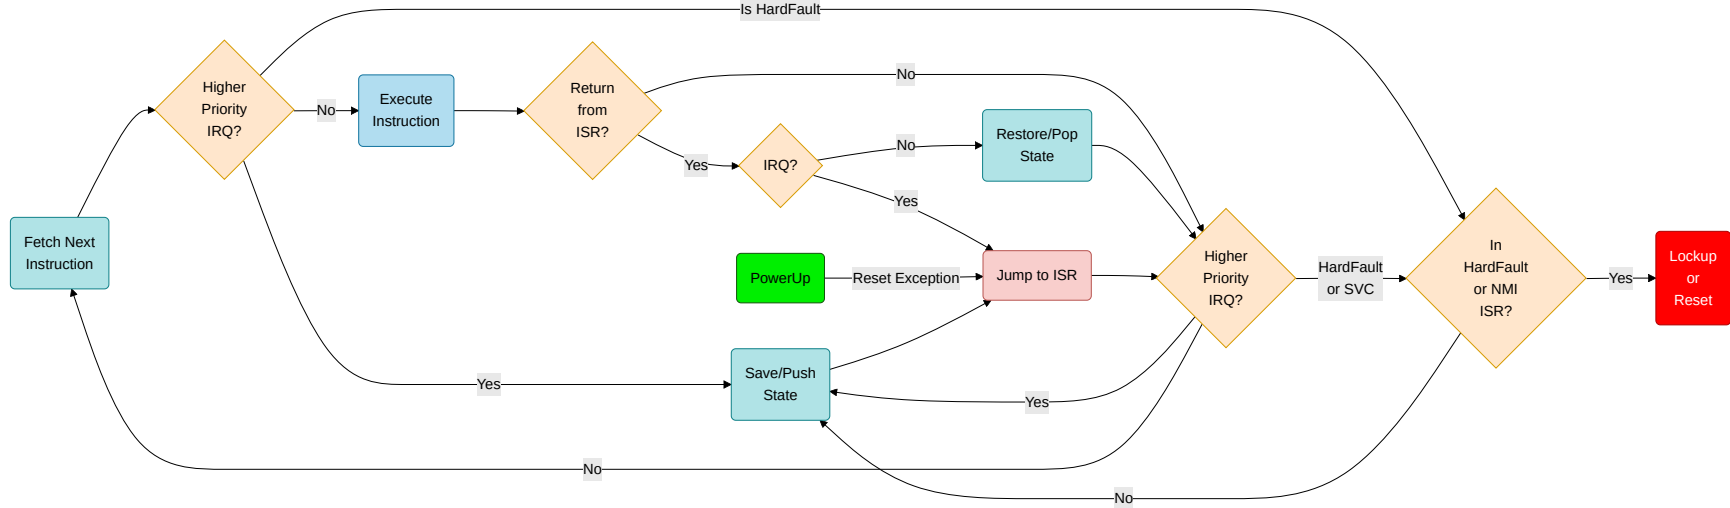 Is HardFault
Higher
Priority
IRQ?
No
Execute
Instruction
Return
from
ISR?
No
Yes
IRQ?
No
Restore/Pop
State
Yes
Fetch Next
Instruction
PowerUp
Reset Exception
Jump to ISR
Higher
Priority
IRQ?
HardFault
or SVC
In
HardFault
or NMI
ISR?
Yes
Lockup
or
Reset
Yes
Save/Push
State
Yes
No
No